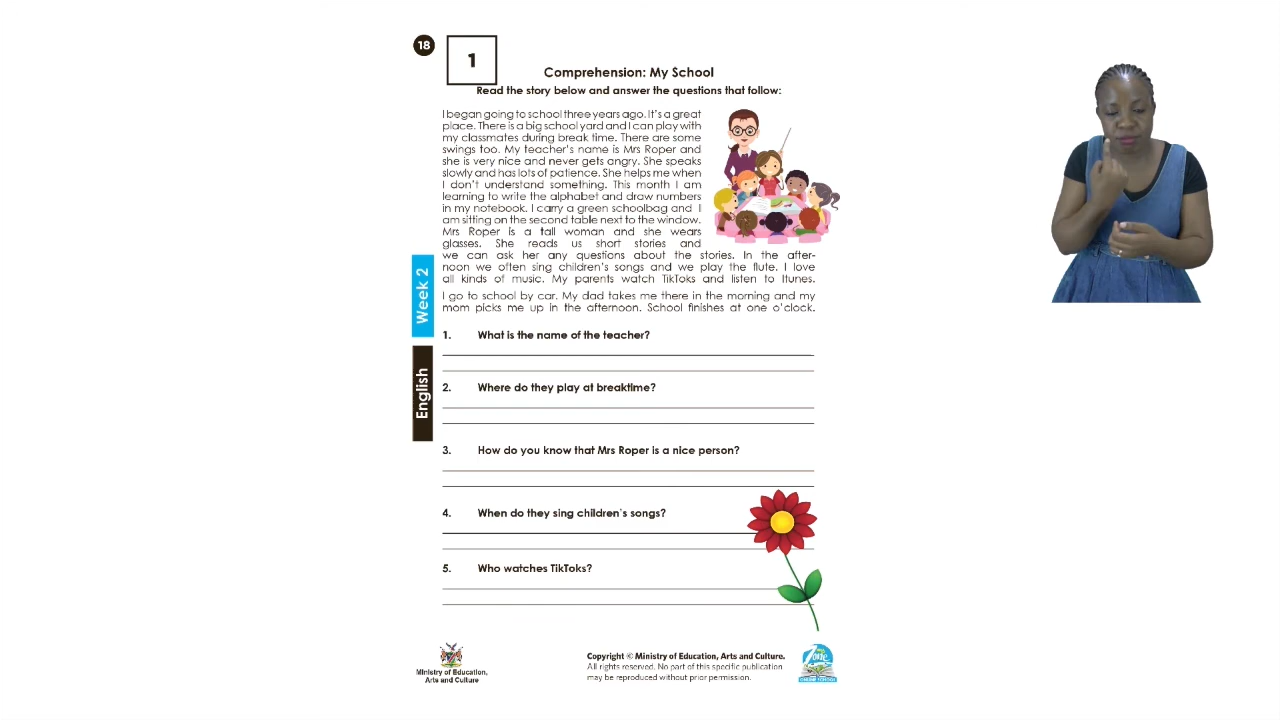 18
1
Comprehension: My School
Read the story below and answer the questions that follow:
I began going to school three years ago. It's a great
place. There is a big school yard and I can play with
my classmates during break time. There are some
swings too. My teacher's name is Mrs Roper and
she is very nice and never gets angry. She speaks
slowly and has lots of patience. She helps me when
I don't understand something. This month I am
learning to write the alphabet and draw numbers
in my notebook. I carry a green schoolbag and I
am sitting on the second table next to the window.
Mrs Roper is a tall woman and she wears
glasses. She reads us short stories and
we can ask her any questions about the stories. In the after-
noon we often sing children's songs and we play the flute. I love
all kinds of music. My parents watch TikToks and listen to Itunes.
I go to school by car. My dad takes me there in the morning and my
mom picks me up in the afternoon. School finishes at one o'clock.
Week 2
English
1. What is the name of the teacher?
2. Where do they play at breaktime?
3. How do you know that Mrs Roper is a nice person?
4. When do they sing children's songs?
5. Who watches TikToks?
Ministry of Education,
Arts and Culture
Copyright © Ministry of Education, Arts and Culture.
All rights reserved. No part of this specific publication
may be reproduced without prior permission.
Zone
ONLINE SCHOOL